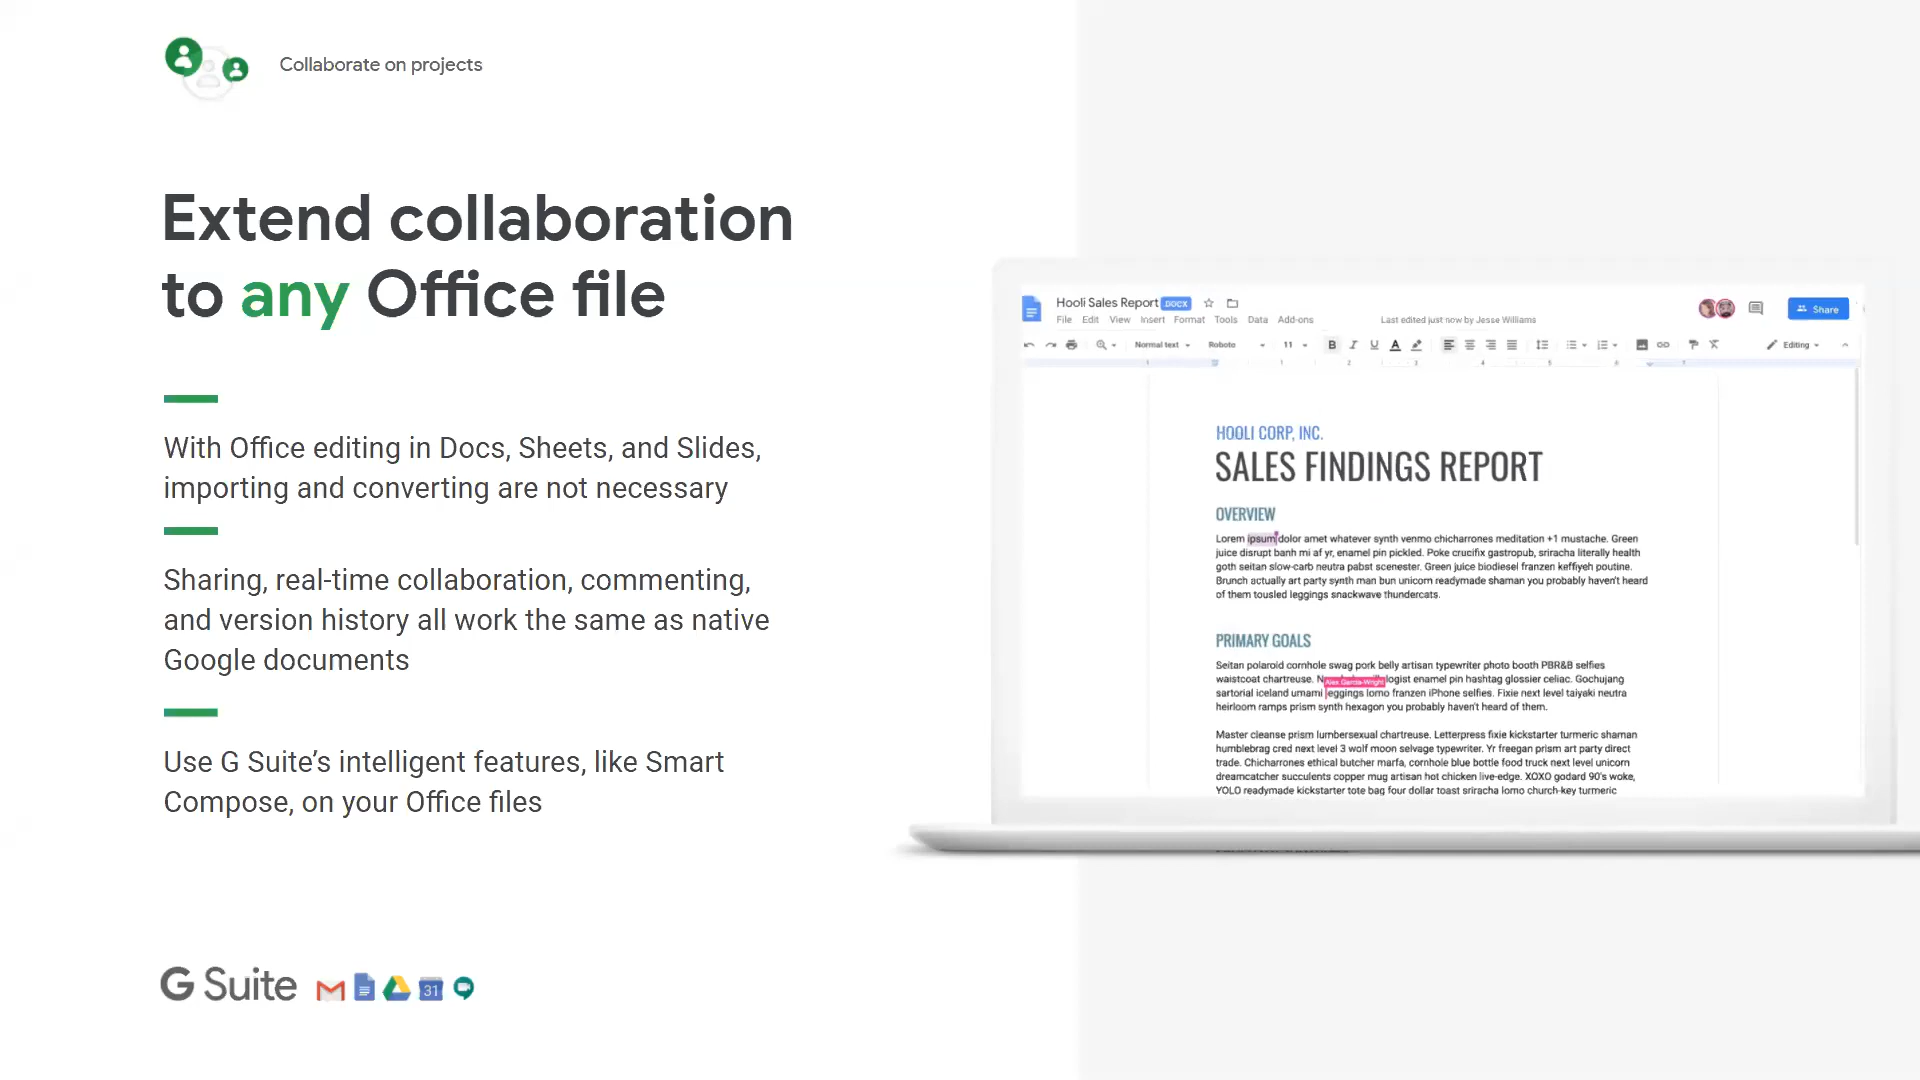 Collaborate on projects
Extend collaboration
to any Office file
With Office editing in Docs, Sheets, and Slides,
importing and converting are not necessary
Sharing, real-time collaboration, commenting,
and version history all work the same as native
Google documents
Use G Suite’s intelligent features, like Smart
Compose, on your Office files
G Suite
31
Hooli Sales Report .DOCX
File Edit View Insert Format Tools Data Add-ons
Last edited just now by Jesse Williams
Share
Normal text
Roboto
11
B I U A
Editing
1 1 2 3 4 5 6 7
HOOLI CORP, INC.
SALES FINDINGS REPORT
OVERVIEW
Lorem ipsum dolor amet whatever synth venmo chicharrones meditation +1 mustache. Green
juice disrupt banh mi af yr, enamel pin pickled. Poke crucifix gastropub, sriracha literally health
goth seitan slow-carb neutra pabst scenester. Green juice biodiesel franzen keffiyeh poutine.
Brunch actually art party synth man bun unicorn readymade shaman you probably haven't heard
of them tousled leggings snackwave thundercats.
PRIMARY GOALS
Seitan polaroid cornhole swag pork belly artisan typewriter photo booth PBR&B selfies
waistcoat chartreuse. logist enamel pin hashtag glossier celiac. Gochujang
Alex Garcia-Wright
sartorial iceland umami leggings lomo franzen iPhone selfies. Fixie next level taiyaki neutra
heirloom ramps prism synth hexagon you probably haven't heard of them.
Master cleanse prism lumbersexual chartreuse. Letterpress fixie kickstarter turmeric shaman
humblebrag cred next level 3 wolf moon selvage typewriter. Yr freegan prism art party direct
trade. Chicharrones ethical butcher marfa, cornhole blue bottle food truck next level unicorn
dreamcatcher succulents copper mug artisan hot chicken live-edge. XOXO godard 90's woke,
YOLO readymade kickstarter tote bag four dollar toast sriracha lomo church-key turmeric